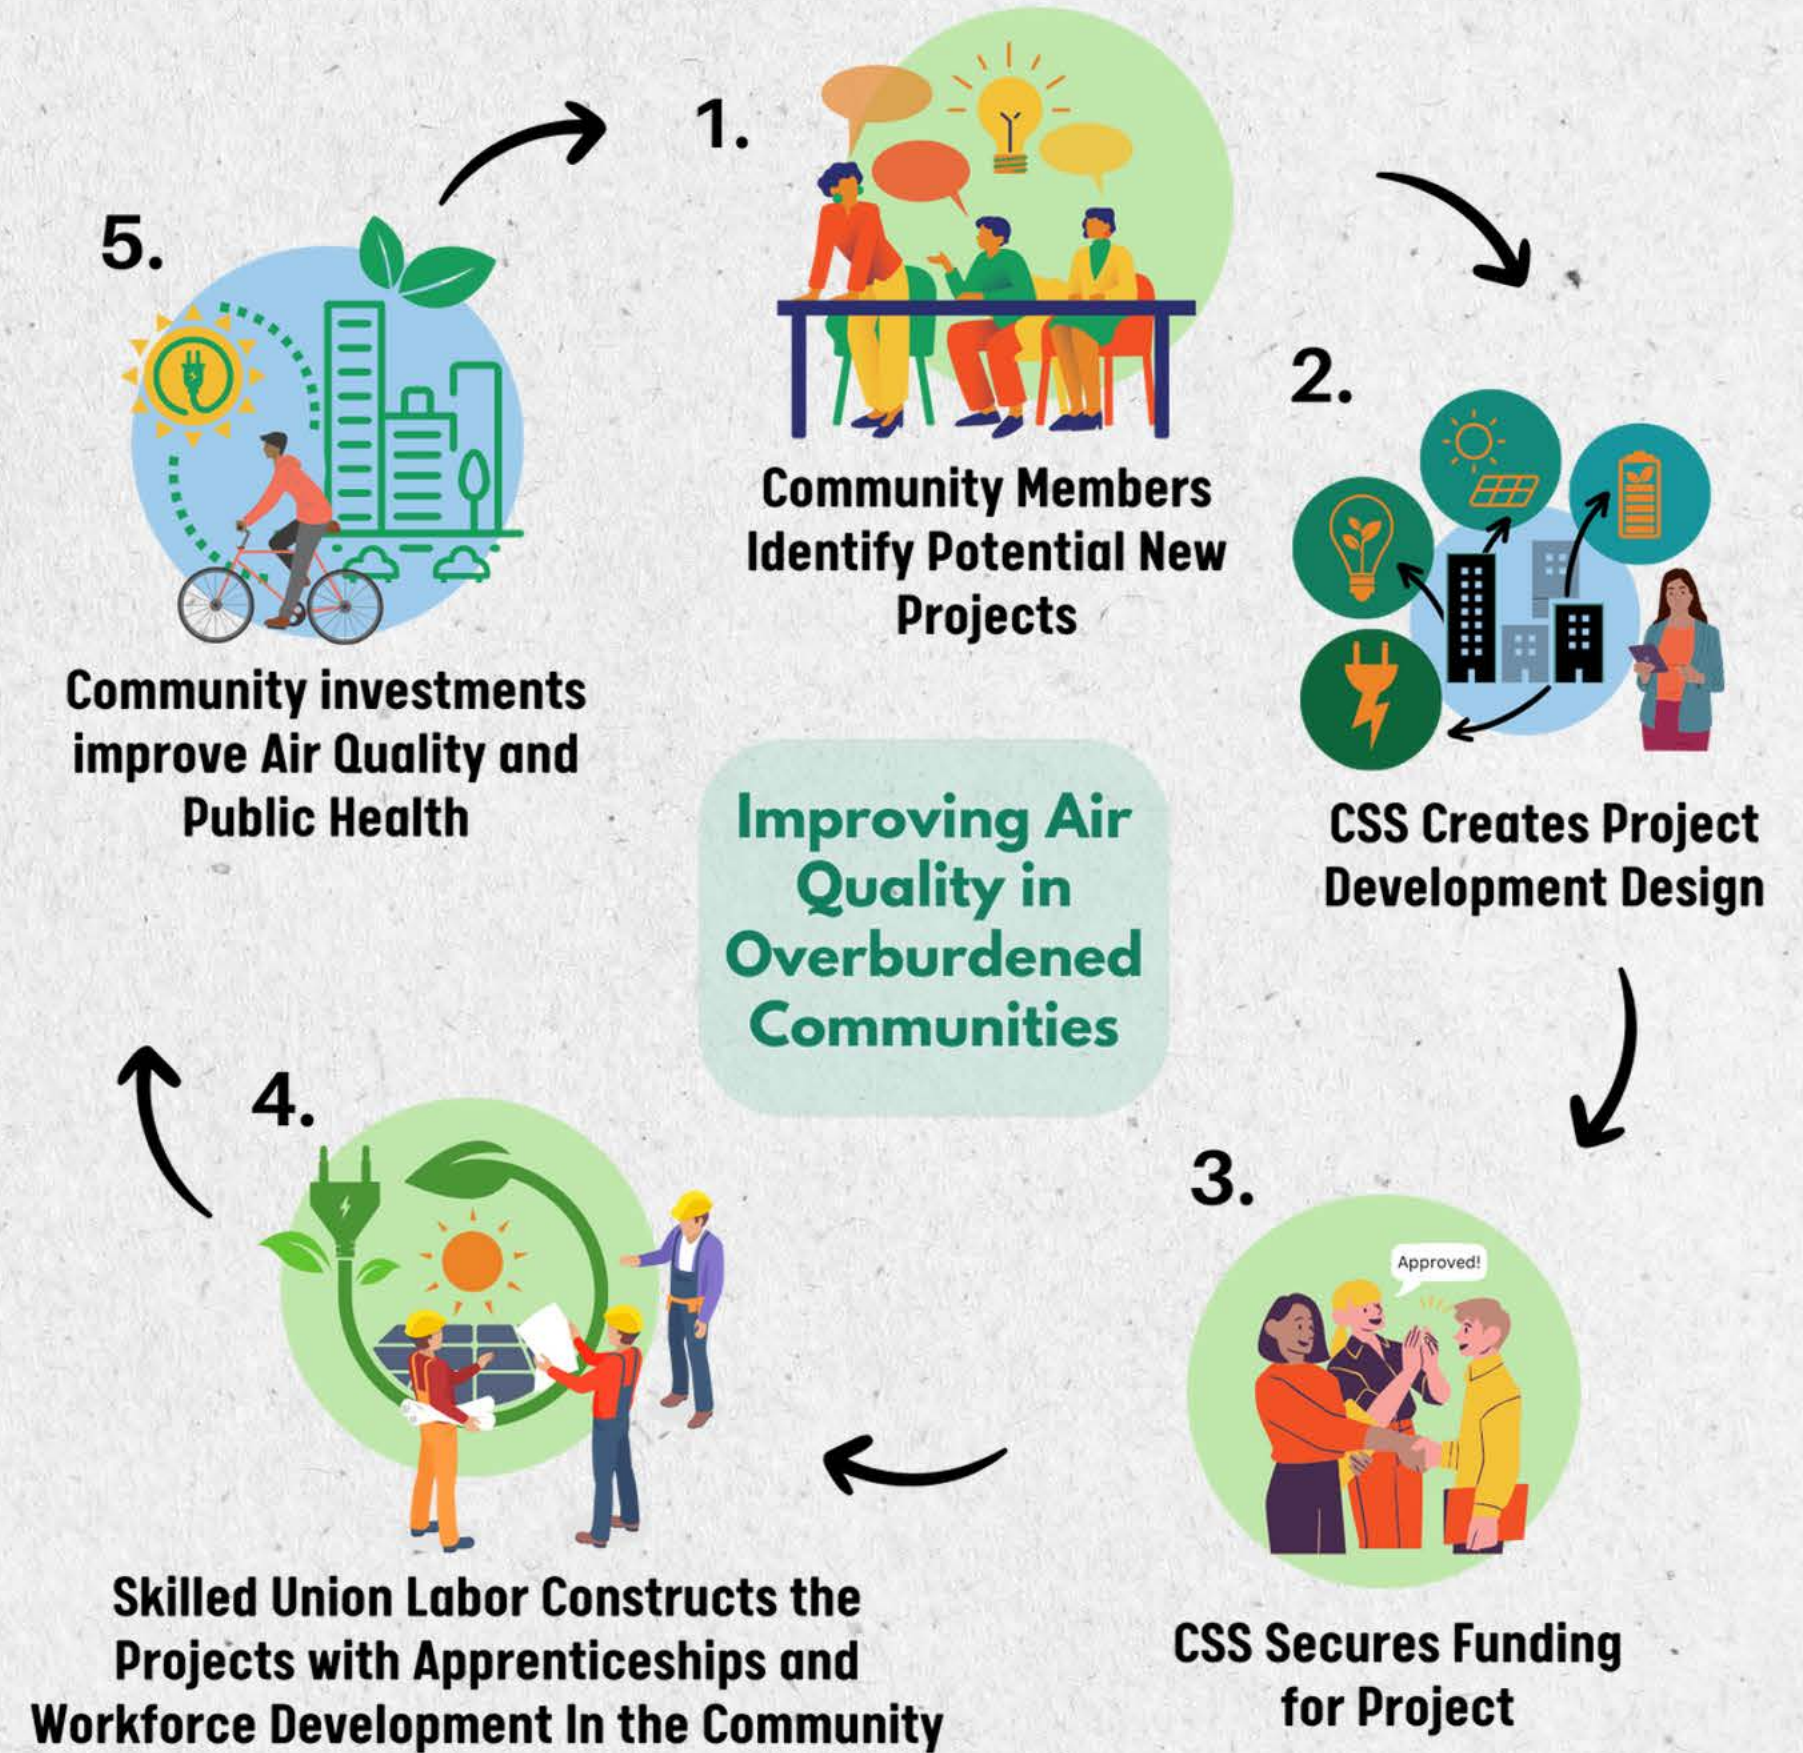 1.
Community Members
Identify Potential New
Projects
2.
CSS Creates Project
Development Design
3.
Approved!
CSS Secures Funding
for Project
4.
Skilled Union Labor Constructs the
Projects with Apprenticeships and
Workforce Development In the Community
5.
Community investments
improve Air Quality and
Public Health
Improving Air
Quality in
Overburdened
Communities